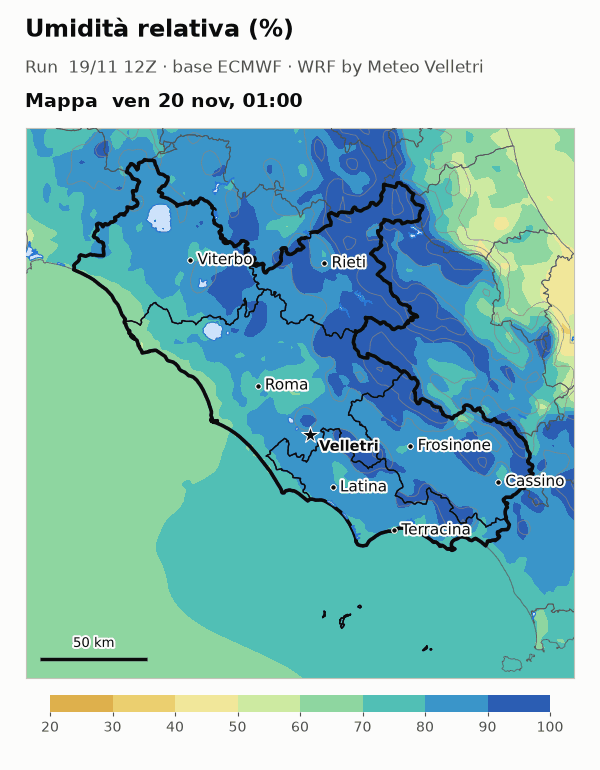 Umidità relativa (%)
Run  19/11 12Z · base ECMWF · WRF by Meteo Velletri
Mappa  ven 20 nov, 01:00
Viterbo
Rieti
Roma
Velletri
Frosinone
Cassino
Latina
Terracina
50 km
20 30 40 50 60 70 80 90 100